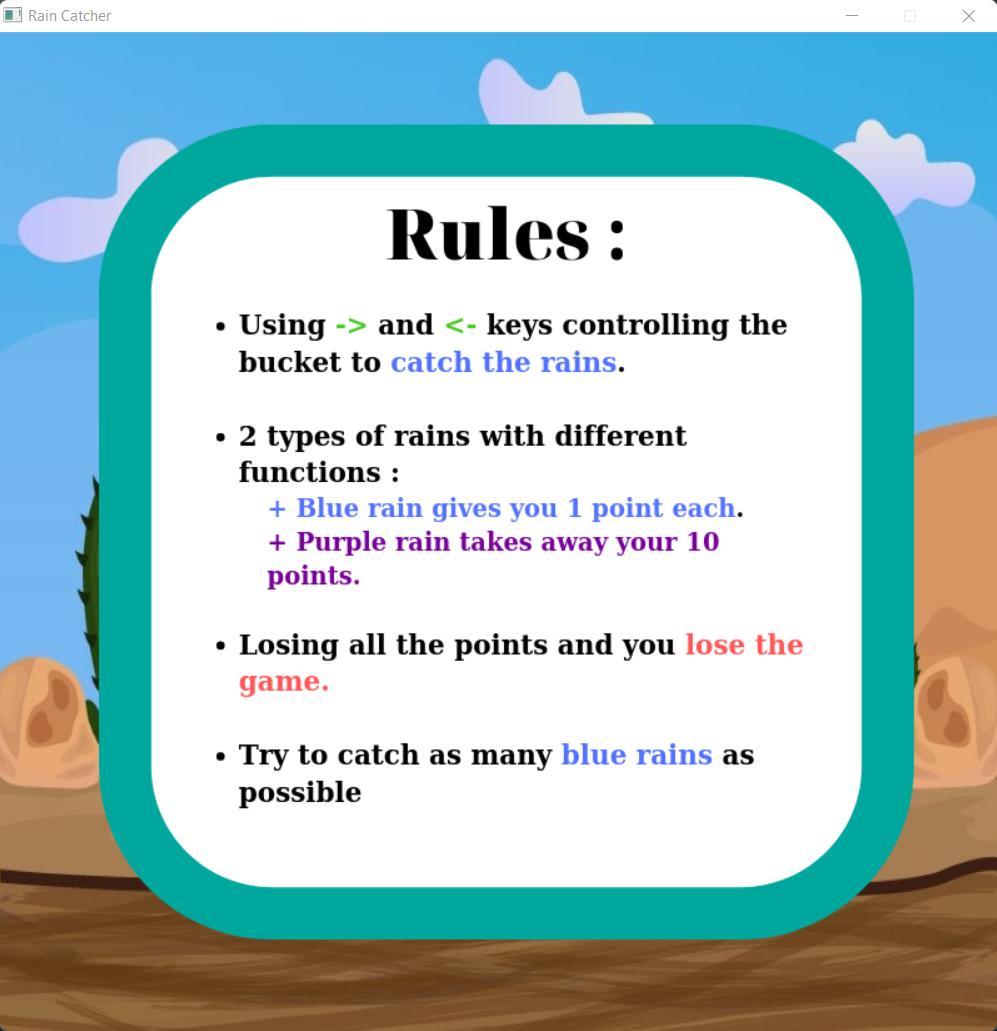 Rain Catcher
Rules :
• Using -> and <- keys controlling the
bucket to catch the rains.
• 2 types of rains with different
functions :
+ Blue rain gives you 1 point each.
+ Purple rain takes away your 10
points.
• Losing all the points and you lose the
game.
• Try to catch as many blue rains as
possible